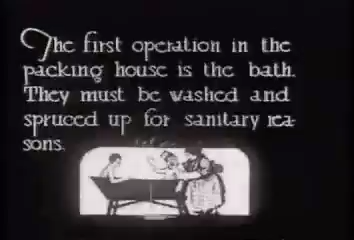 The first operation in the
packing house is the bath.
They must be washed and
spruced up for sanitary rea-
sons.